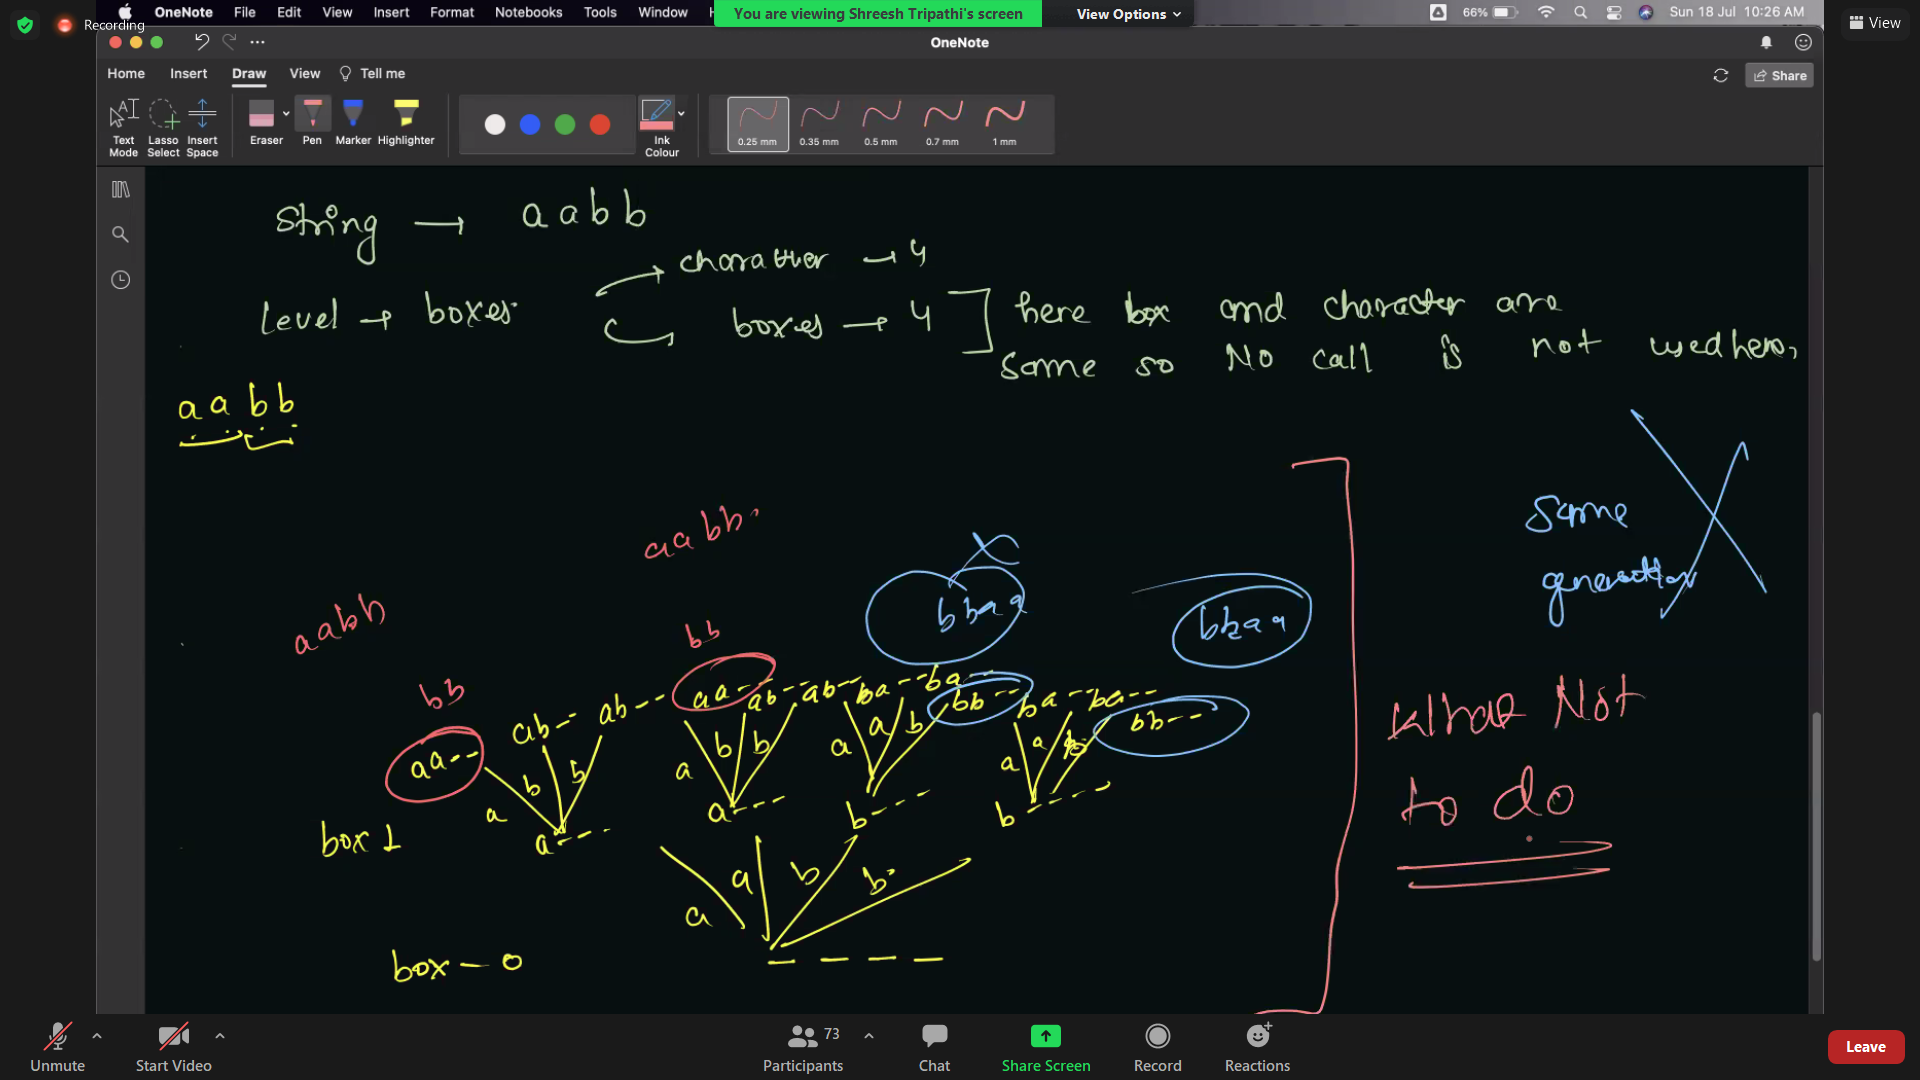 Recording
OneNote File Edit View Insert Format Notebooks Tools Window
You are viewing Shreesh Tripathi's screen
View Options
66%
Sun 18 Jul 10:26 AM
View
OneNote
Home Insert Draw View Tell me
Share
Text Mode
Lasso Select
Insert Space
Eraser
Pen
Marker
Highlighter
Ink Colour
0.25 mm
0.35 mm
0.5 mm
0.7 mm
1 mm
String → aabb
character → 4
Level → boxes
boxes → 4
here box and character are
same so No call is not used here,
aabb
aabb
same
generation
aabb
bb
bbaa
bbaa
bb
aa--
ab--
ab--
aa--
ab--
ab--
ba--
ba--
bb--
ba--
ba--
bb--
a b b
a b b
a a b
a a b
box 1
a---
a---
b---
b----
a a b b
box - 0
_ _ _ _
What Not
to do
Unmute
Start Video
Participants 73
Chat
Share Screen
Record
Reactions
Leave